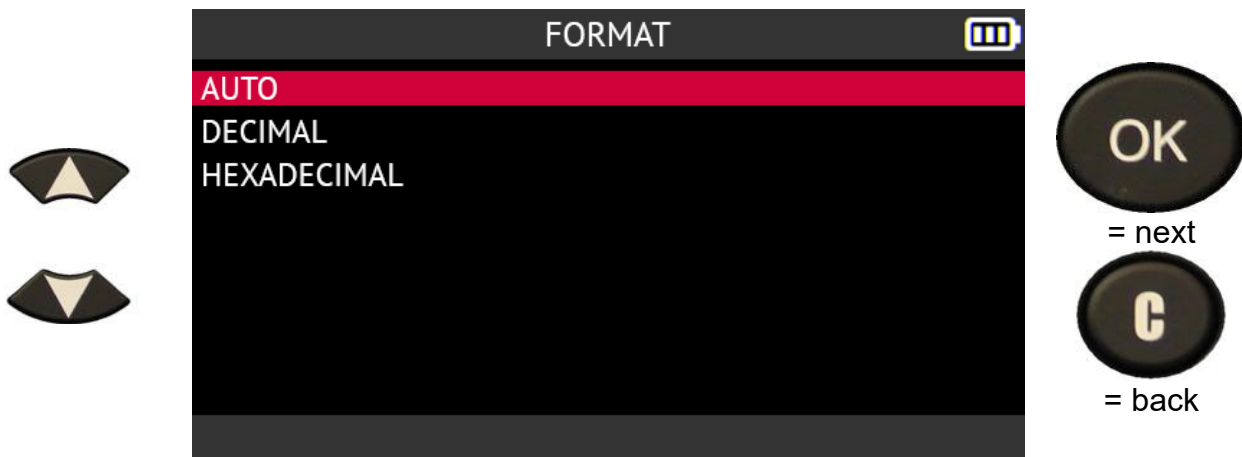 FORMAT
AUTO
DECIMAL
HEXADECIMAL
OK
= next
C
= back